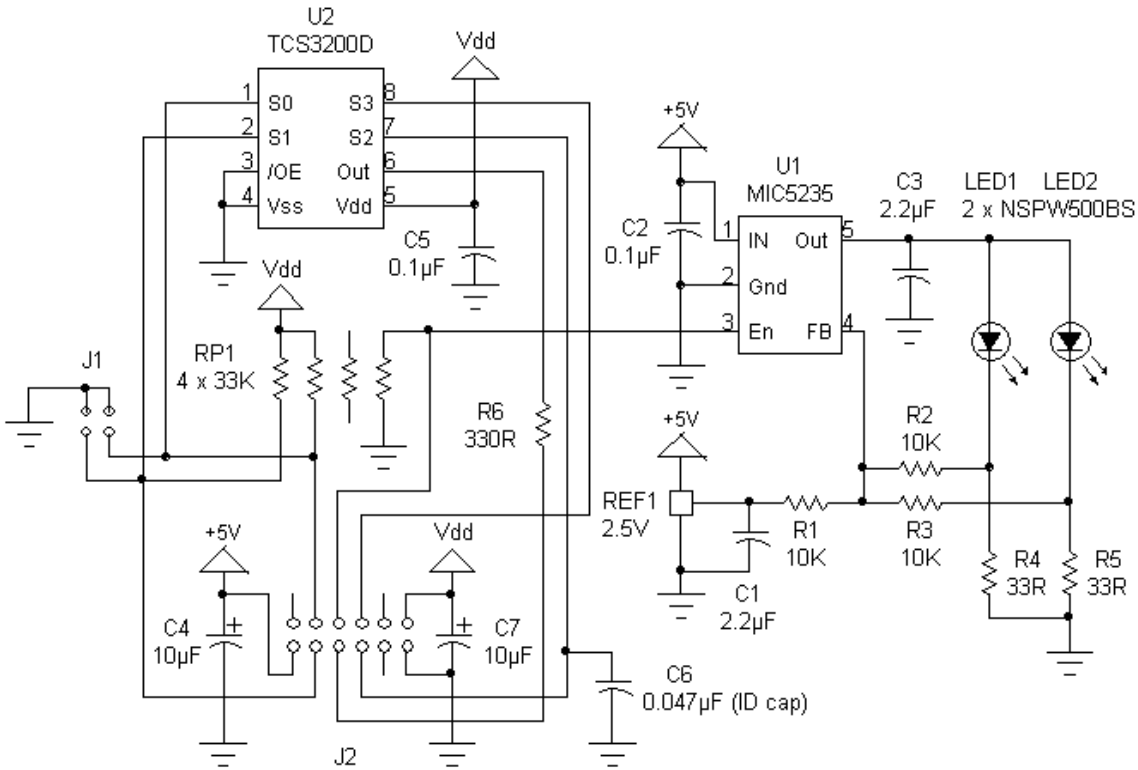 U2
TCS3200D
Vdd
1 S0 S3 8
2 S1 S2 7
3 /OE Out 6
4 Vss Vdd 5
C5
0.1µF
+5V
C2
0.1µF
U1
MIC5235
1 IN Out 5
2 Gnd
3 En FB 4
C3
2.2µF
LED1 LED2
2 x NSPW500BS
Vdd
RP1
4 x 33K
J1
R6
330R
+5V
REF1
2.5V
R2
10K
R1
10K
R3
10K
C1
2.2µF
R4
33R
R5
33R
+5V
Vdd
C4
10µF
+
C7
10µF
+
C6
0.047µF (ID cap)
J2